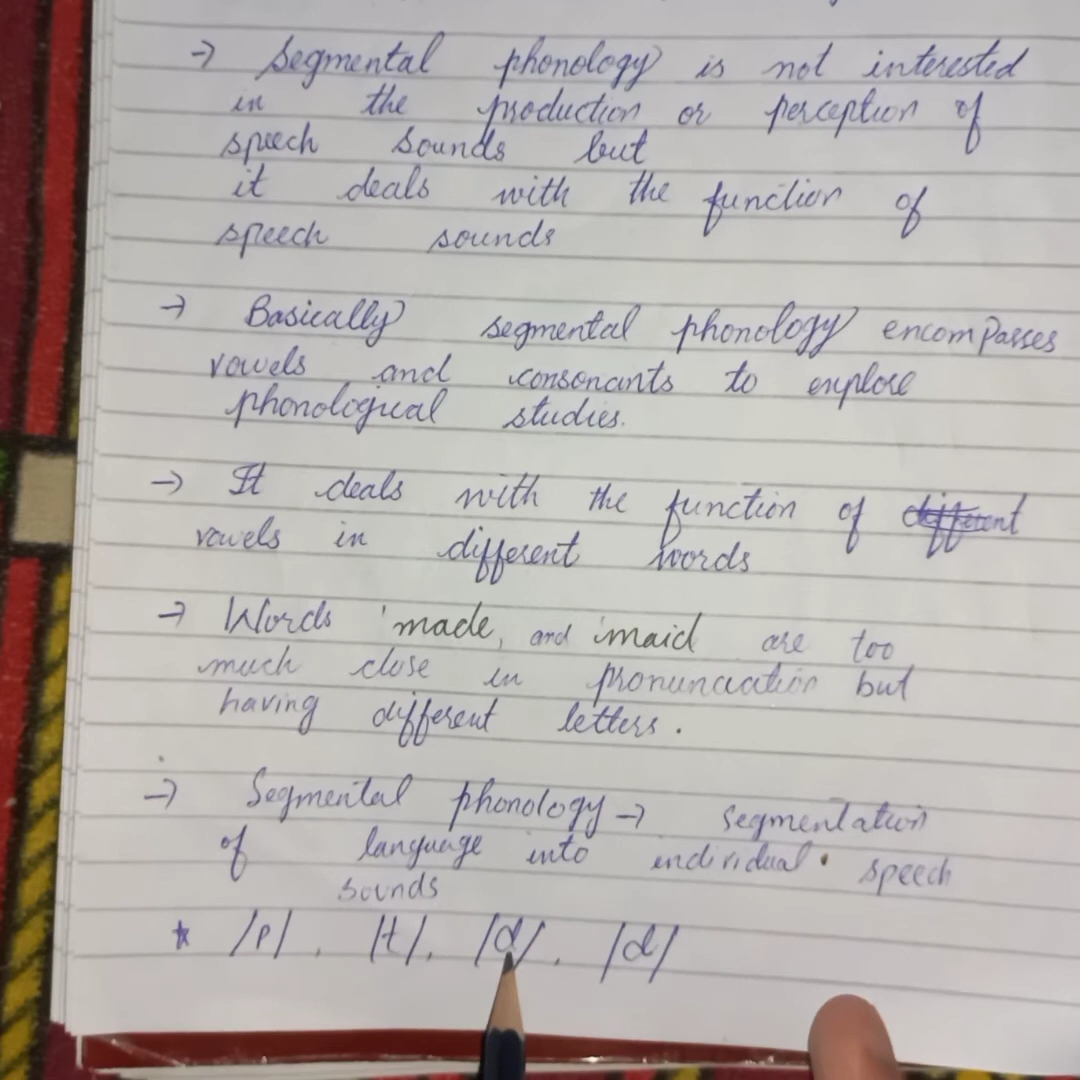 → Segmental phonology is not interested
in the production or perception of
speech sounds but
it deals with the function of
speech sounds
→ Basically segmental phonology encompasses
vowels and consonants to explore
phonological studies.
→ It deals with the function of different
vowels in different words
→ Words 'made, and 'maid are too
much close in pronunciation but
having different letters.
→ Segmental phonology → segmentation
of language into individual speech
sounds
* /p/, /t/, /d/, /d/